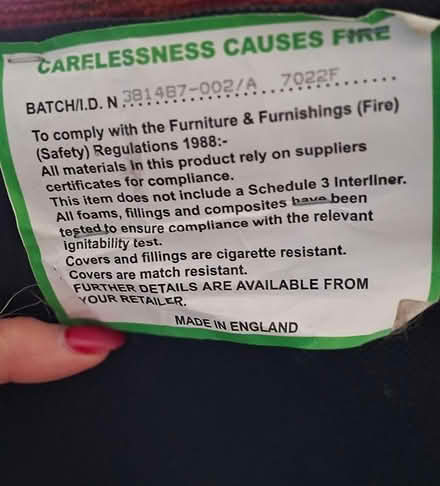 CARELESSNESS CAUSES FIRE
BATCH/I.D. N 381487-002/A 7022F
To comply with the Furniture & Furnishings (Fire)
(Safety) Regulations 1988:-
All materials in this product rely on suppliers
certificates for compliance.
This item does not include a Schedule 3 Interliner.
All foams, fillings and composites have been
tested to ensure compliance with the relevant
ignitability test.
Covers and fillings are cigarette resistant.
Covers are match resistant.
FURTHER DETAILS ARE AVAILABLE FROM
YOUR RETAILER.
MADE IN ENGLAND